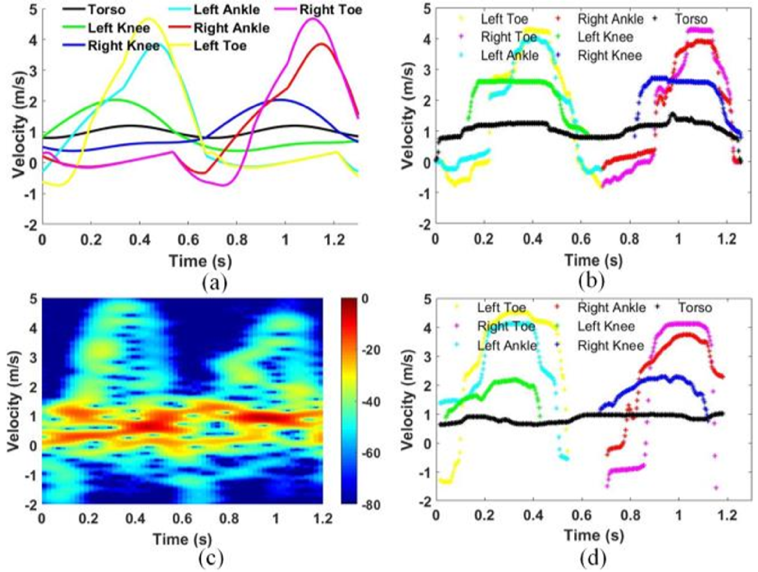 Torso Left Ankle Right Toe
Left Knee Right Ankle
Right Knee Left Toe
5
4
3
2
1
0
-1
-2
Velocity (m/s)
0 0.2 0.4 0.6 0.8 1 1.2
Time (s)
(a)
Left Toe Right Ankle Torso
Right Toe Left Knee
Left Ankle Right Knee
5
4
3
2
1
0
-1
-2
Velocity (m/s)
0 0.2 0.4 0.6 0.8 1 1.2
Time (s)
(b)
5
4
3
2
1
0
-1
-2
Velocity (m/s)
0 0.2 0.4 0.6 0.8 1 1.2
Time (s)
0
-20
-40
-60
-80
(c)
Left Toe Right Ankle Torso
Right Toe Left Knee
Left Ankle Right Knee
5
4
3
2
1
0
-1
-2
Velocity (m/s)
0 0.2 0.4 0.6 0.8 1 1.2
Time (s)
(d)